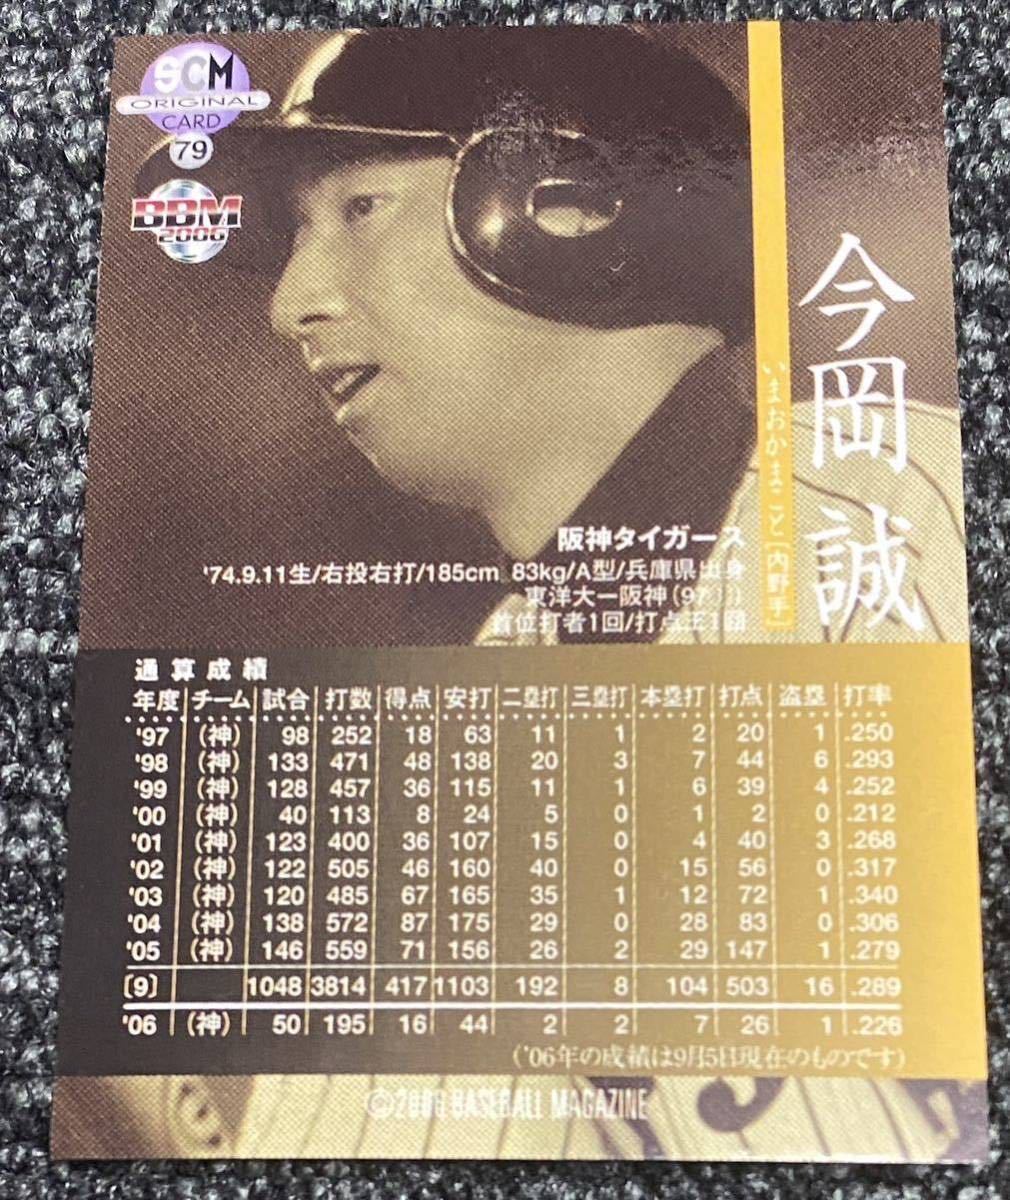 SCM
ORIGINAL
CARD
79
BBM
2006
今岡 誠
いまおかまこと［内野手］
阪神タイガース
'74.9.11生/右投右打/185cm 83kg/A型/兵庫県出身
東洋大ー阪神（97
首位打者1回/打点王1回
通算成績
年度 チーム 試合 打数 得点 安打 二塁打 三塁打 本塁打 打点 盗塁 打率
'97 （神） 98 252 18 63 11 1 2 20 1 .250
'98 （神） 133 471 48 138 20 3 7 44 6 .293
'99 （神） 128 457 36 115 11 1 6 39 4 .252
'00 （神） 40 113 8 24 5 0 1 2 0 .212
'01 （神） 123 400 36 107 15 0 4 40 3 .268
'02 （神） 122 505 46 160 40 0 15 56 0 .317
'03 （神） 120 485 67 165 35 1 12 72 1 .340
'04 （神） 138 572 87 175 29 0 28 83 0 .306
'05 （神） 146 559 71 156 26 2 29 147 1 .279
〔9〕 1048 3814 417 1103 192 8 104 503 16 .289
'06 （神） 50 195 16 44 2 2 7 26 1 .226
（'06年の成績は9月5日現在のものです）
©2006 BASEBALL MAGAZINE